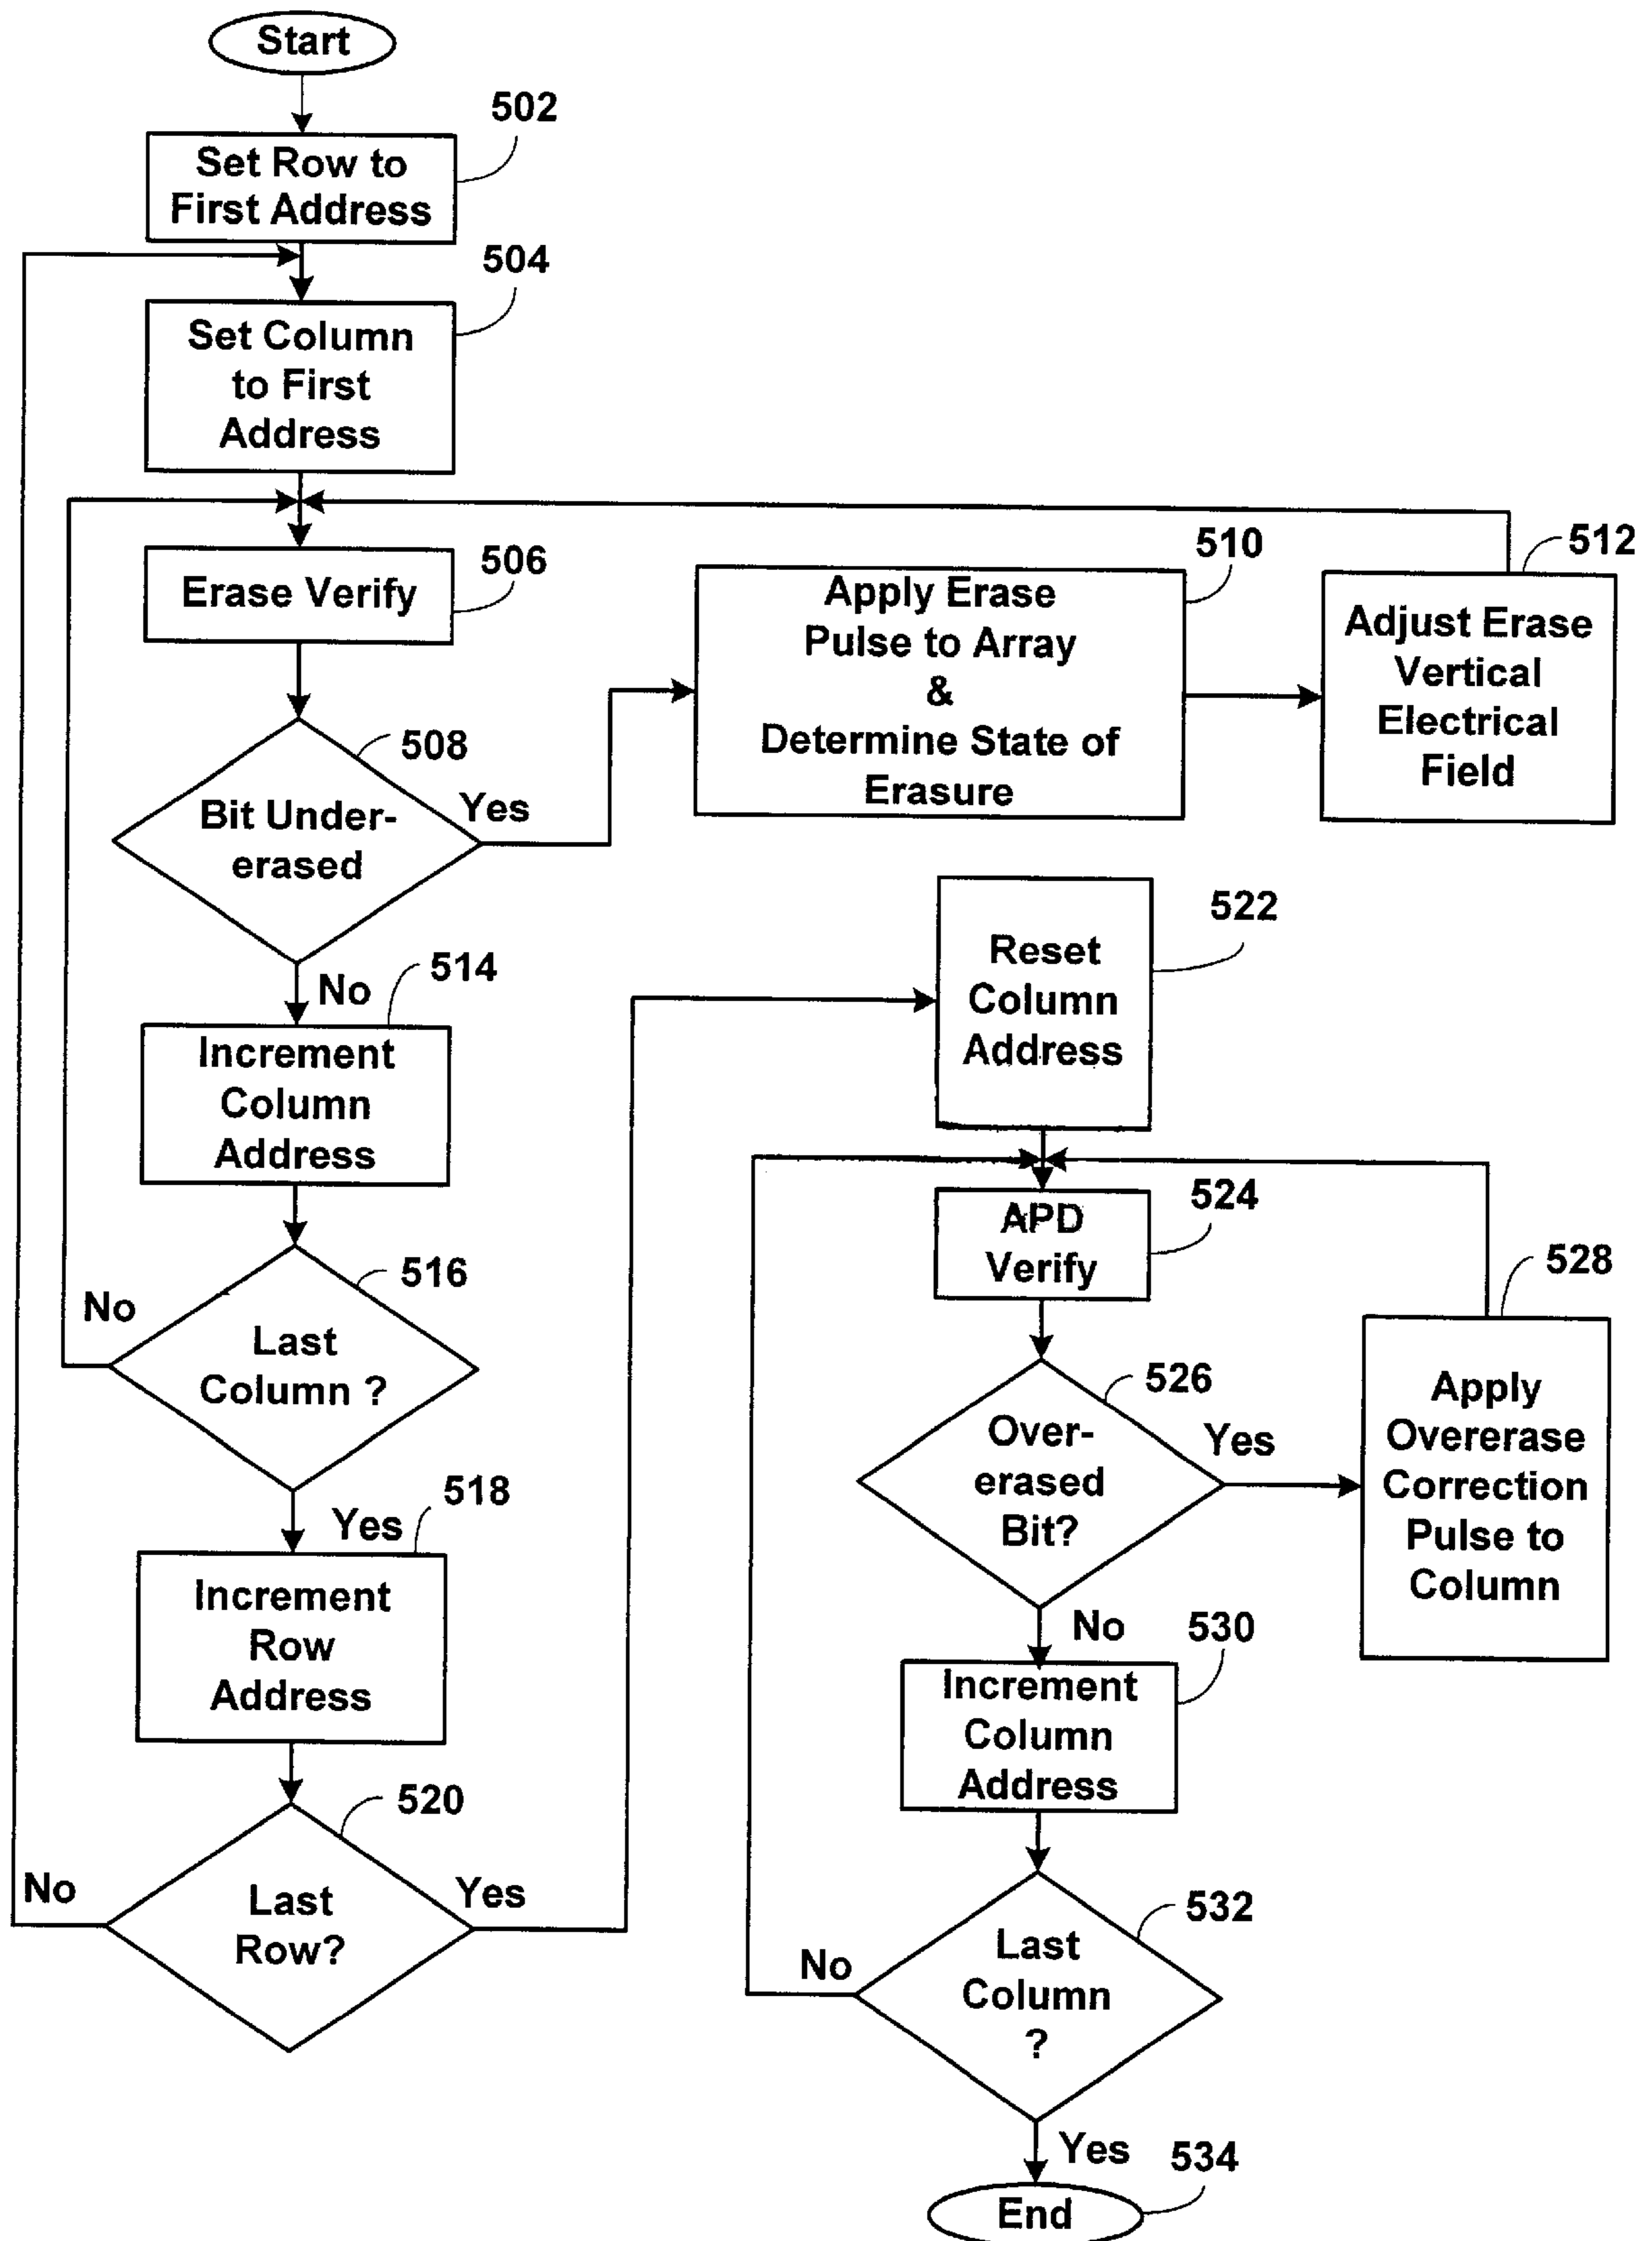 Start
502
Set Row to
First Address
504
Set Column
to First
Address
506
Erase Verify
508
Bit Under-
erased
Yes
No
510
Apply Erase
Pulse to Array
&
Determine State of
Erasure
512
Adjust Erase
Vertical
Electrical
Field
514
Increment
Column
Address
516
Last
Column ?
No
Yes
518
Increment
Row
Address
520
Last
Row?
No
Yes
522
Reset
Column
Address
524
APD
Verify
526
Over-
erased
Bit?
Yes
No
528
Apply
Overerase
Correction
Pulse to
Column
530
Increment
Column
Address
532
Last
Column
?
No
Yes
534
End